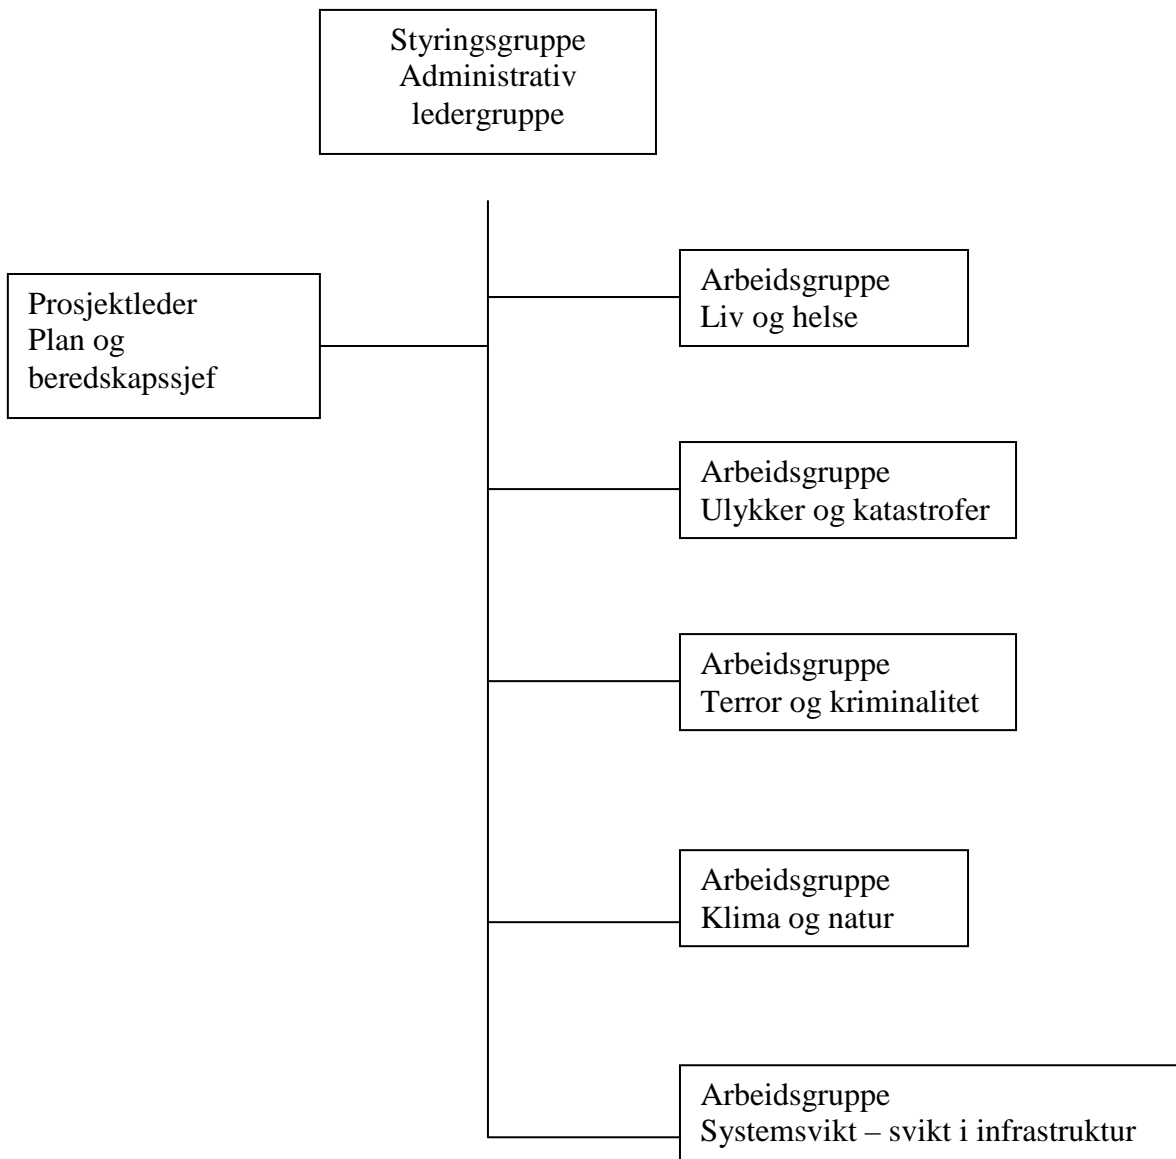 Styringsgruppe
Administrativ
ledergruppe
Prosjektleder
Plan og
beredskapssjef
Arbeidsgruppe
Liv og helse
Arbeidsgruppe
Ulykker og katastrofer
Arbeidsgruppe
Terror og kriminalitet
Arbeidsgruppe
Klima og natur
Arbeidsgruppe
Systemsvikt – svikt i infrastruktur